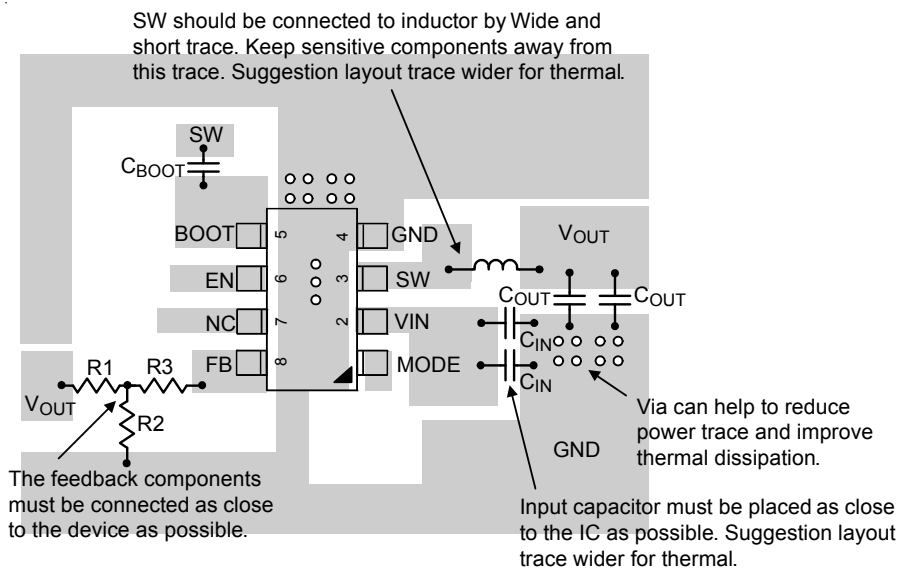 SW should be connected to inductor by Wide and
short trace. Keep sensitive components away from
this trace. Suggestion layout trace wider for thermal.
SW
CBOOT
BOOT
5
4
GND
VOUT
EN
6
3
SW
COUT
COUT
NC
7
2
VIN
CIN
FB
8
MODE
CIN
R1
R3
VOUT
R2
Via can help to reduce
power trace and improve
thermal dissipation.
GND
The feedback components
must be connected as close
to the device as possible.
Input capacitor must be placed as close
to the IC as possible. Suggestion layout
trace wider for thermal.